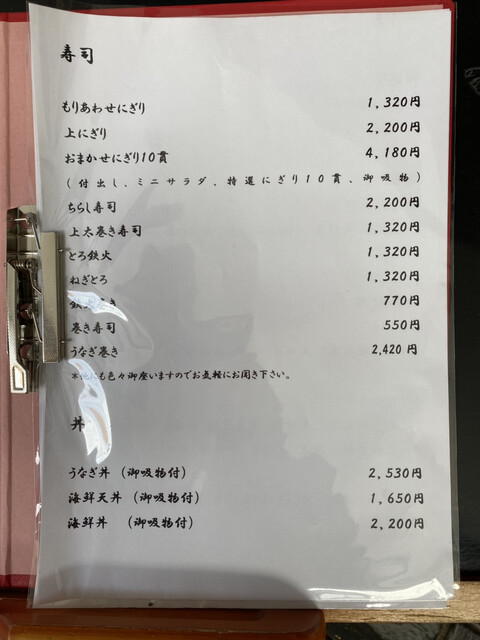 寿司
もりあわせにぎり 1,320円
上にぎり 2,200円
おまかせにぎり10貫 4,180円
(付出し、ミニサラダ、特選にぎり10貫、御吸物)
ちらし寿司 2,200円
上太巻き寿司 1,320円
とろ鉄火 1,320円
ねぎとろ 1,320円
770円
巻き寿司 550円
うなぎ巻き 2,420円
にも色々御座いますのでお気軽にお聞き下さい。
丼
うなぎ丼 (御吸物付) 2,530円
海鮮天丼 (御吸物付) 1,650円
海鮮丼 (御吸物付) 2,200円